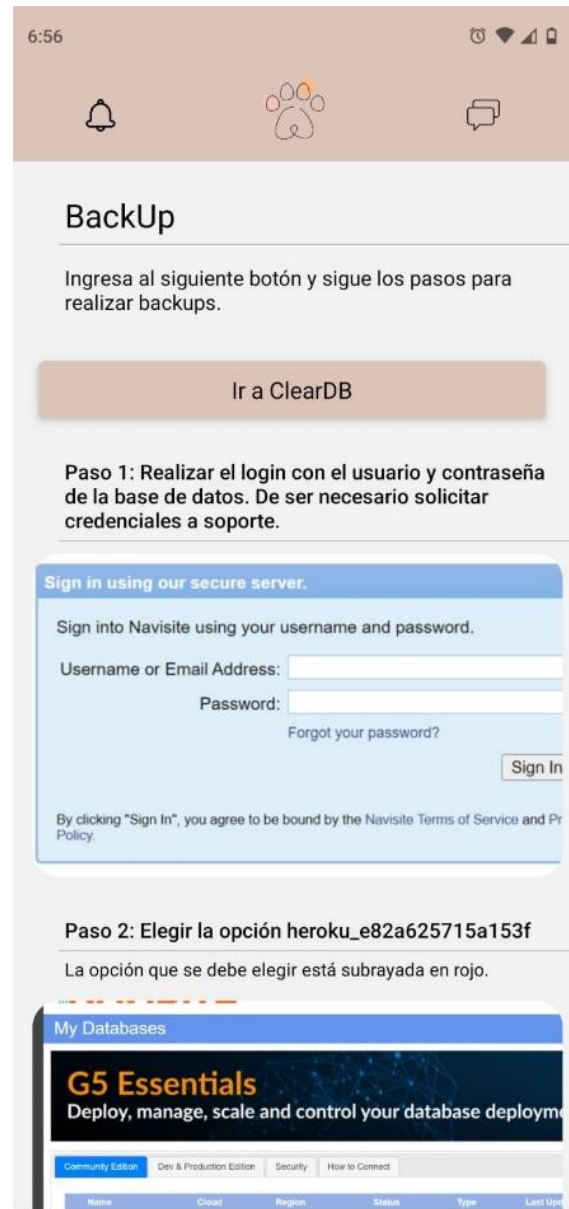 6:56
BackUp
Ingresa al siguiente botón y sigue los pasos para
realizar backups.
Ir a ClearDB
Paso 1: Realizar el login con el usuario y contraseña
de la base de datos. De ser necesario solicitar
credenciales a soporte.
Sign in using our secure server.
Sign into Navisite using your username and password.
Username or Email Address:
Password:
Forgot your password?
Sign In
By clicking "Sign In", you agree to be bound by the Navisite Terms of Service and Pr
Policy.
Paso 2: Elegir la opción heroku_e82a625715a153f
La opción que se debe elegir está subrayada en rojo.
My Databases
G5 Essentials
Deploy, manage, scale and control your database deployme
Community Edition Dev & Production Edition Security How to Connect
Name Cloud Region Status Type Last Upd